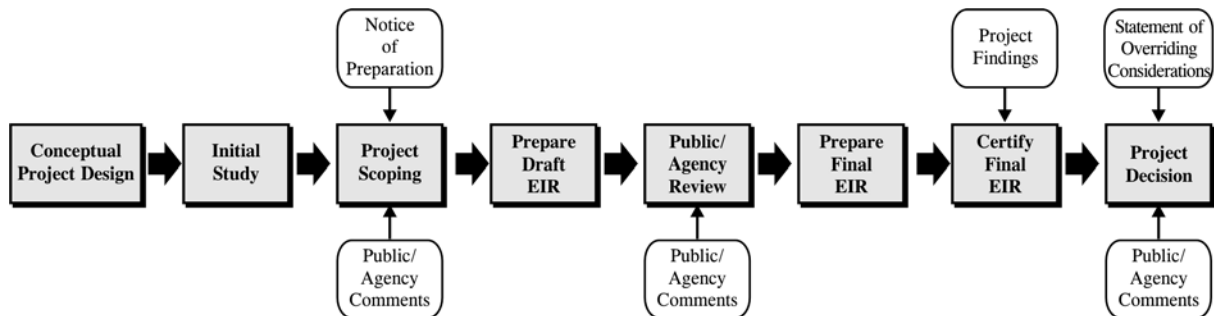 Notice
of
Preparation
Project
Findings
Statement of
Overriding
Considerations
Conceptual
Project Design
Initial
Study
Project
Scoping
Prepare
Draft
EIR
Public/
Agency
Review
Prepare
Final
EIR
Certify
Final
EIR
Project
Decision
Public/
Agency
Comments
Public/
Agency
Comments
Public/
Agency
Comments